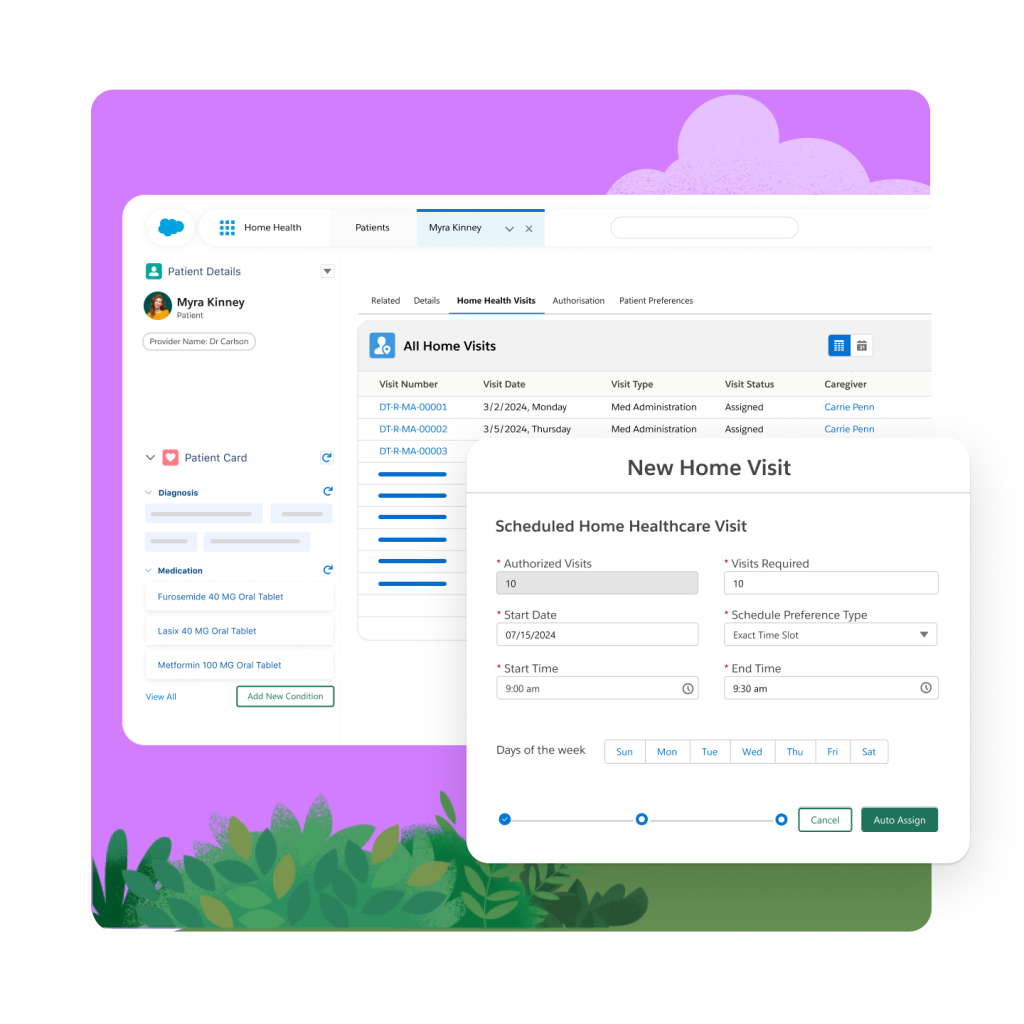 Home Health Patients Myra Kinney
Patient Details
Myra Kinney
Patient
Provider Name: Dr Carlson
Patient Card
Diagnosis
Medication
Furosemide 40 MG Oral Tablet
Lasix 40 MG Oral Tablet
Metformin 100 MG Oral Tablet
View All Add New Condition
Related Details Home Health Visits Authorisation Patient Preferences
All Home Visits
31
Visit Number Visit Date Visit Type Visit Status Caregiver
DT-R-MA-00001 3/2/2024, Monday Med Administration Assigned Carrie Penn
DT-R-MA-00002 3/5/2024, Thursday Med Administration Assigned Carrie Penn
DT-R-MA-00003
New Home Visit
Scheduled Home Healthcare Visit
* Authorized Visits * Visits Required
10 10
* Start Date * Schedule Preference Type
07/15/2024 Exact Time Slot
* Start Time * End Time
9:00 am 9:30 am
Days of the week Sun Mon Tue Wed Thu Fri Sat
Cancel Auto Assign